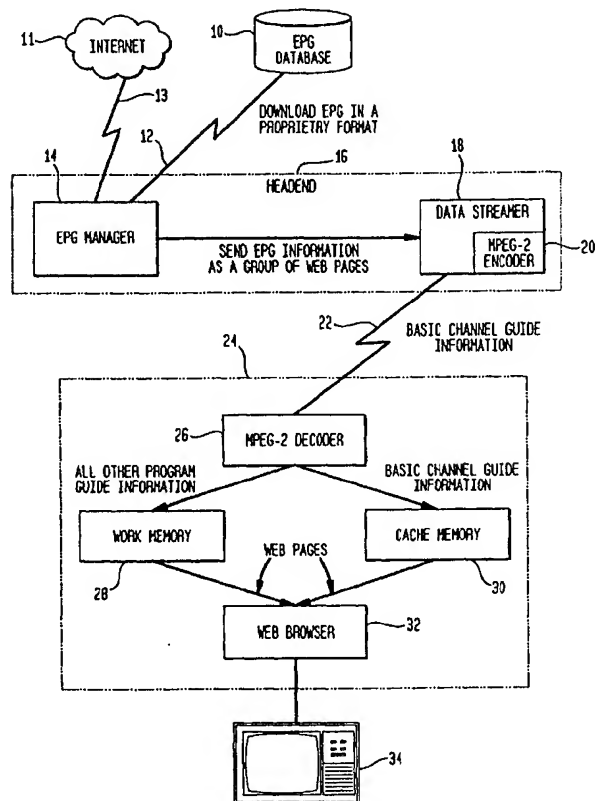 11
INTERNET
10
EPG
DATABASE
13
DOWNLOAD EPG IN A
PROPRIETRY FORMAT
12
14
16
HEADEND
18
EPG MANAGER
DATA STREAMER
MPEG-2
ENCODER
20
SEND EPG INFORMATION
AS A GROUP OF WEB PAGES
22
BASIC CHANNEL GUIDE
INFORMATION
24
26
MPEG-2 DECODER
ALL OTHER PROGRAM
GUIDE INFORMATION
BASIC CHANNEL GUIDE
INFORMATION
WORK MEMORY
CACHE MEMORY
28
WEB PAGES
30
WEB BROWSER
32
34